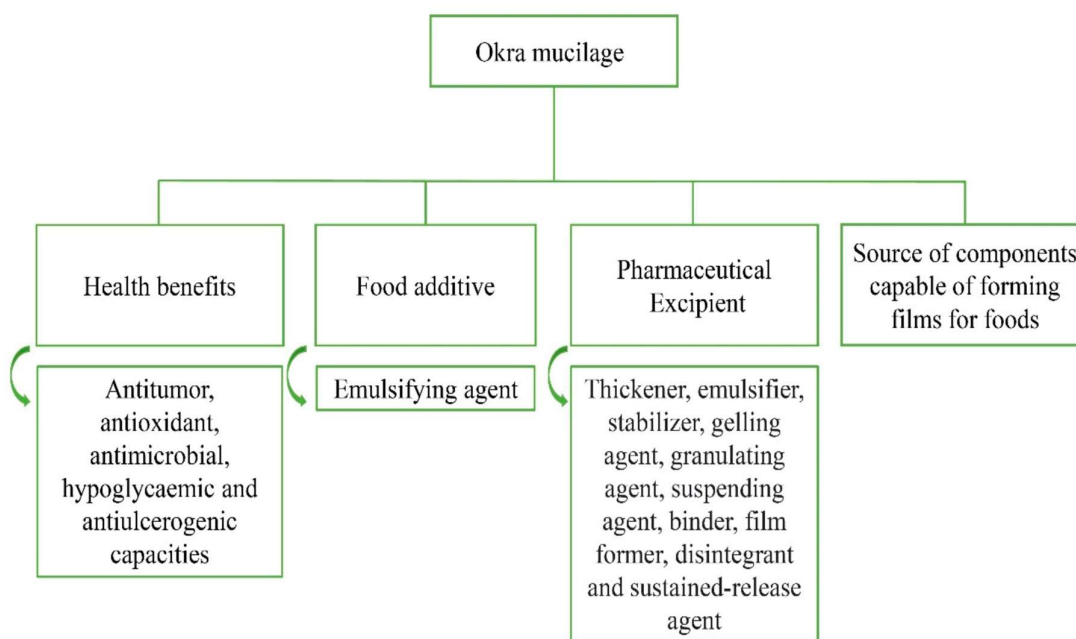 Okra mucilage
Health benefits
Food additive
Pharmaceutical
Excipient
Source of components
capable of forming
films for foods
Antitumor,
antioxidant,
antimicrobial,
hypoglycaemic and
antiulcerogenic
capacities
Emulsifying agent
Thickener, emulsifier,
stabilizer, gelling
agent, granulating
agent, suspending
agent, binder, film
former, disintegrant
and sustained-release
agent